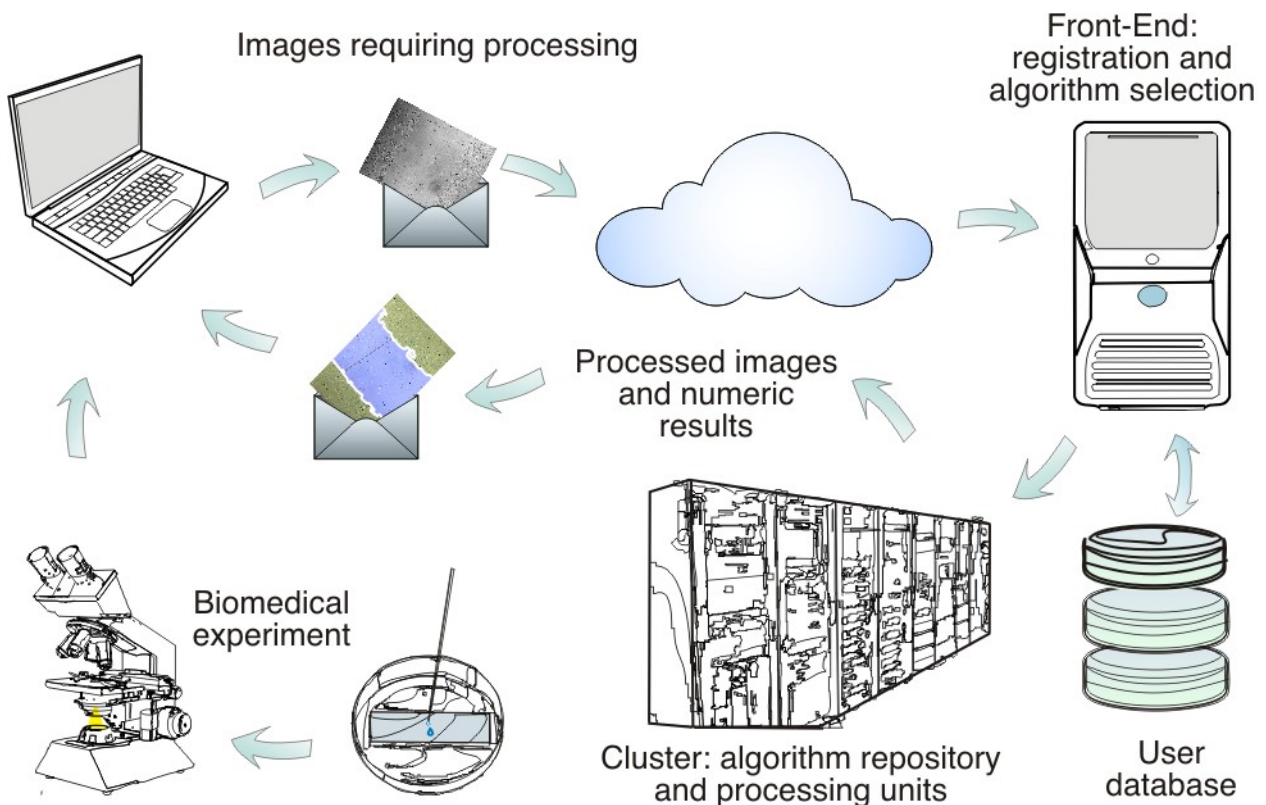 Images requiring processing
Front-End:
registration and
algorithm selection
Processed images
and numeric
results
Biomedical
experiment
Cluster: algorithm repository
and processing units
User
database